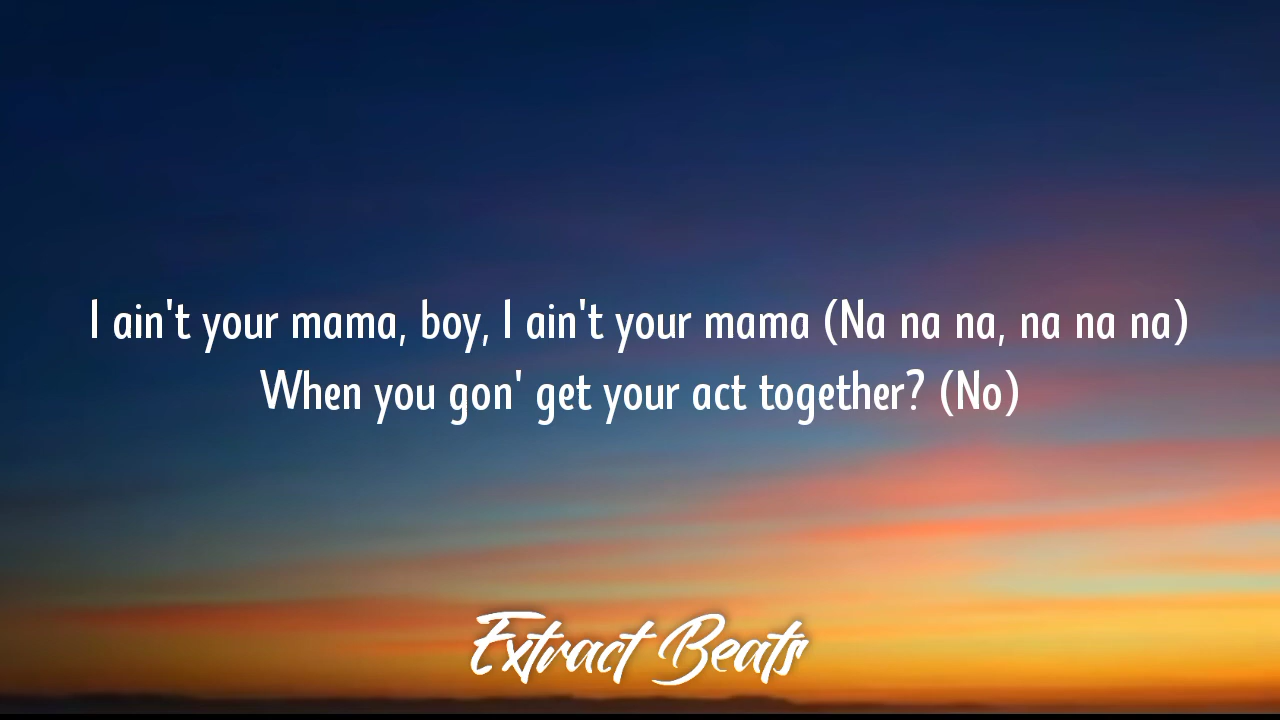 I ain't your mama, boy, I ain't your mama (Na na na, na na na)
When you gon' get your act together? (No)
Extract Beats